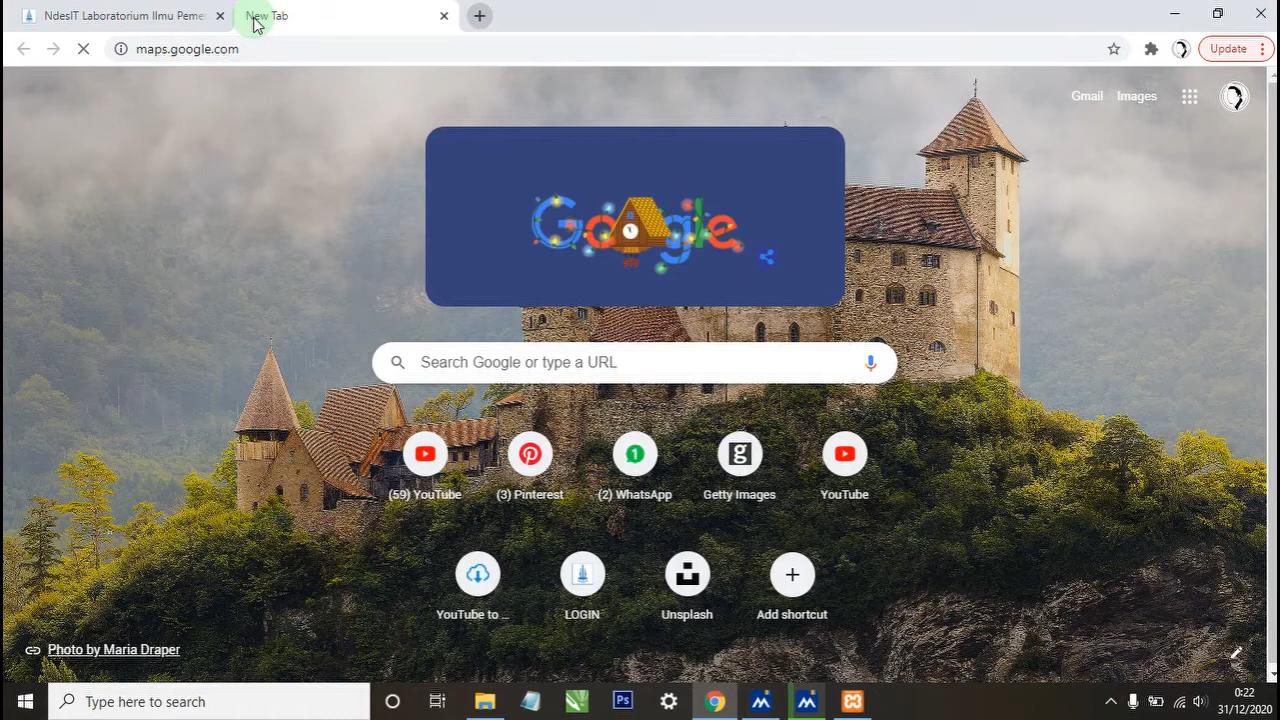 NdesIT Laboratorium Ilmu Peme
New Tab
maps.google.com
Update
Gmail
Images
Google
Search Google or type a URL
(59) YouTube
(3) Pinterest
(2) WhatsApp
Getty Images
YouTube
YouTube to ...
LOGIN
Unsplash
Add shortcut
Photo by Maria Draper
Type here to search
Ps
0:22
31/12/2020